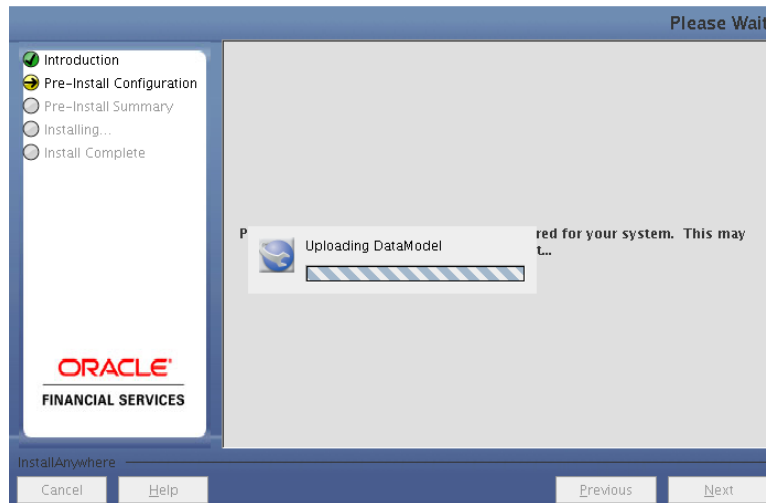 Please Wait
Introduction
Pre-Install Configuration
Pre-Install Summary
Installing...
Install Complete
P
red for your system. This may
t...
Uploading DataModel
ORACLE
FINANCIAL SERVICES
InstallAnywhere
Cancel
Help
Previous
Next